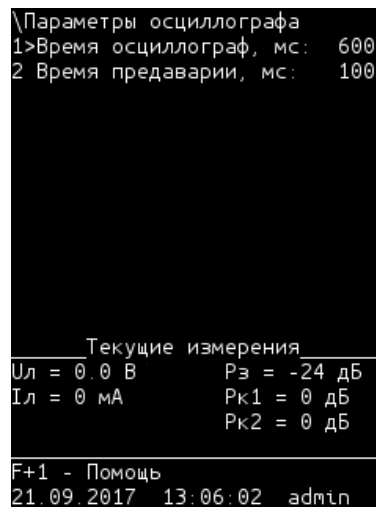 \Параметры осциллографа
1>Время осциллограф, мс: 600
2 Время предаварии, мс: 100
Текущие измерения
Uл = 0.0 В Рз = -24 дБ
Iл = 0 мА Рк1 = 0 дБ
Рк2 = 0 дБ
F+1 - Помощь
21.09.2017 13:06:02 admin